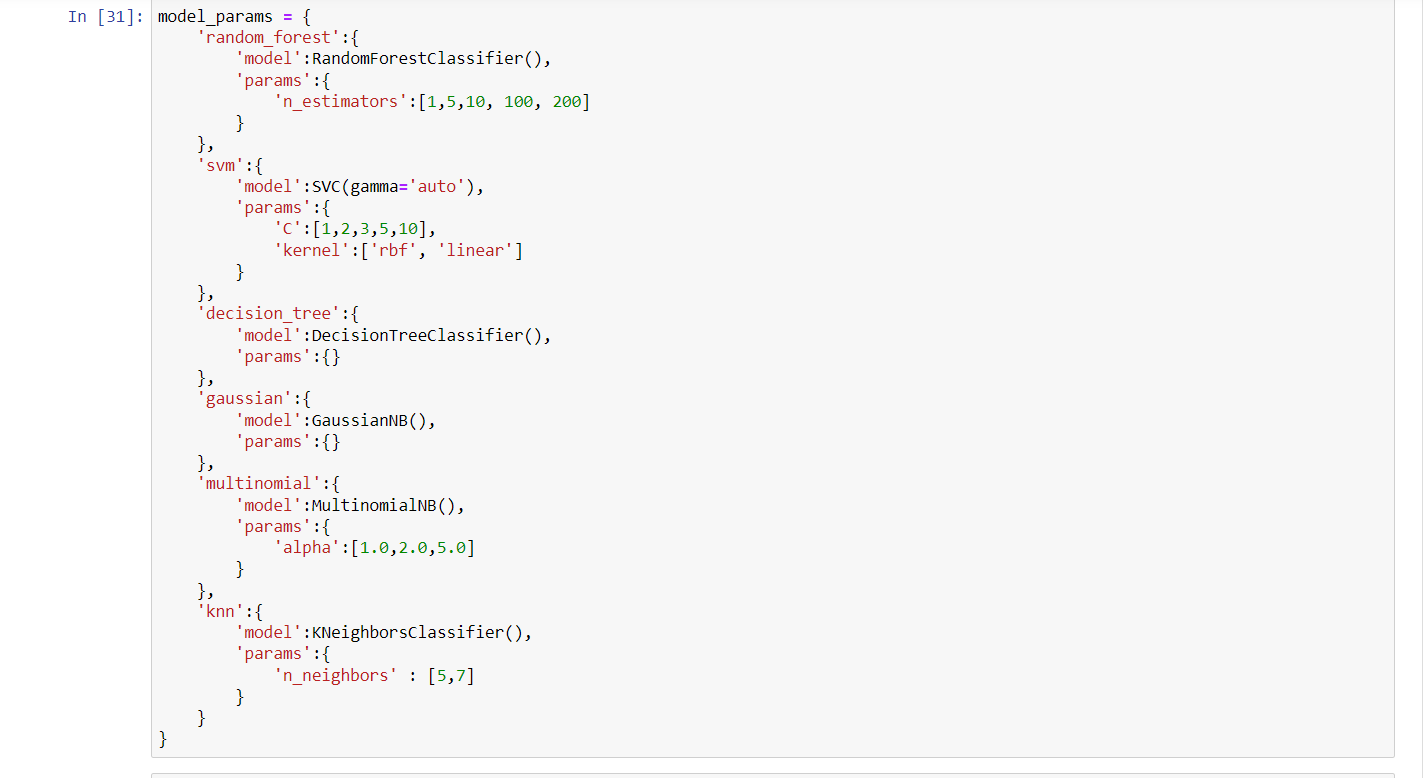 In [31]: model_params = {
    'random_forest':{
        'model':RandomForestClassifier(),
        'params':{
            'n_estimators':[1,5,10, 100, 200]
        }
    },
    'svm':{
        'model':SVC(gamma='auto'),
        'params':{
            'C':[1,2,3,5,10],
            'kernel':['rbf', 'linear']
        }
    },
    'decision_tree':{
        'model':DecisionTreeClassifier(),
        'params':{}
    },
    'gaussian':{
        'model':GaussianNB(),
        'params':{}
    },
    'multinomial':{
        'model':MultinomialNB(),
        'params':{
            'alpha':[1.0,2.0,5.0]
        }
    },
    'knn':{
        'model':KNeighborsClassifier(),
        'params':{
            'n_neighbors' : [5,7]
        }
    }
}